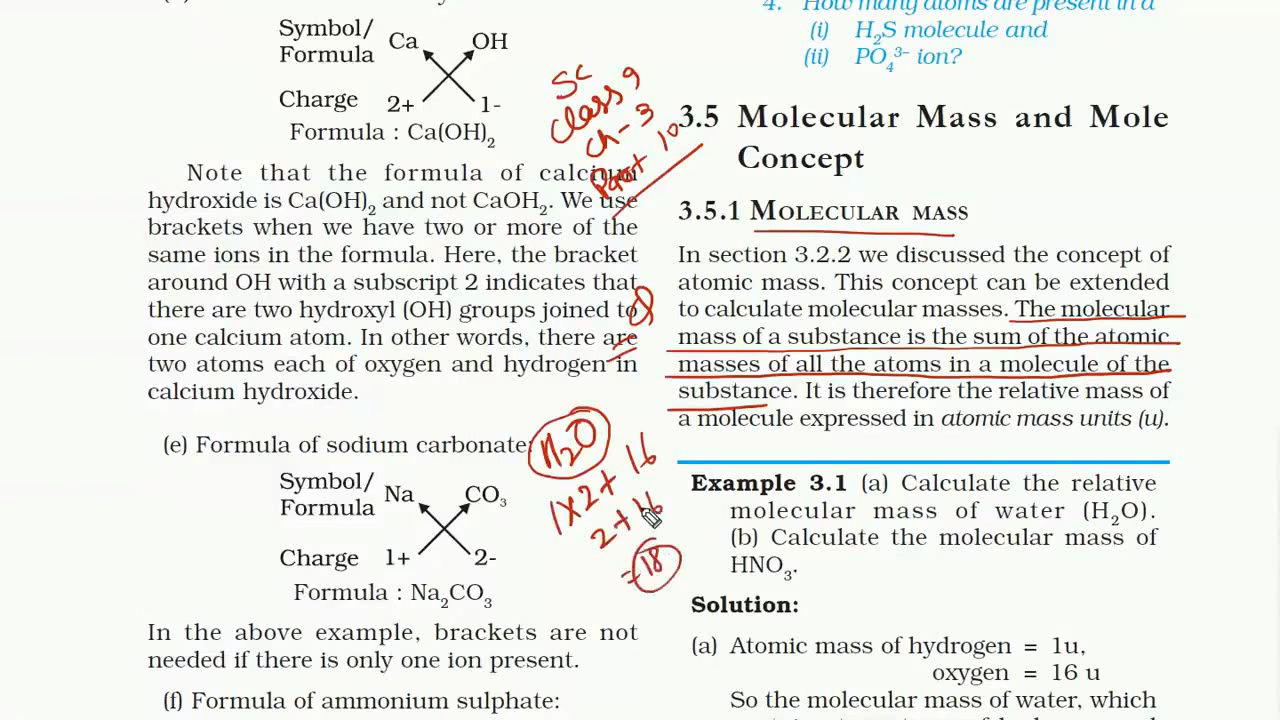 Symbol/
Formula
Ca
OH
Charge
2+
1-
Formula : Ca(OH)2
Note that the formula of calcium
hydroxide is Ca(OH)2 and not CaOH2. We use
brackets when we have two or more of the
same ions in the formula. Here, the bracket
around OH with a subscript 2 indicates that
there are two hydroxyl (OH) groups joined to
one calcium atom. In other words, there are
two atoms each of oxygen and hydrogen in
calcium hydroxide.
(e) Formula of sodium carbonate:
Symbol/
Formula
Na
CO3
Charge
1+
2-
Formula : Na2CO3
In the above example, brackets are not
needed if there is only one ion present.
(f) Formula of ammonium sulphate:
Sc
Class 9
Ch-3
Part 10
H2O
1×2+16
2+16
=18
4. How many atoms are present in a
(i) H2S molecule and
(ii) PO4 3– ion?
3.5 Molecular Mass and Mole
Concept
3.5.1 MOLECULAR MASS
In section 3.2.2 we discussed the concept of
atomic mass. This concept can be extended
to calculate molecular masses. The molecular
mass of a substance is the sum of the atomic
masses of all the atoms in a molecule of the
substance. It is therefore the relative mass of
a molecule expressed in atomic mass units (u).
Example 3.1 (a) Calculate the relative
molecular mass of water (H2O).
(b) Calculate the molecular mass of
HNO3.
Solution:
(a) Atomic mass of hydrogen = 1u,
oxygen = 16 u
So the molecular mass of water, which